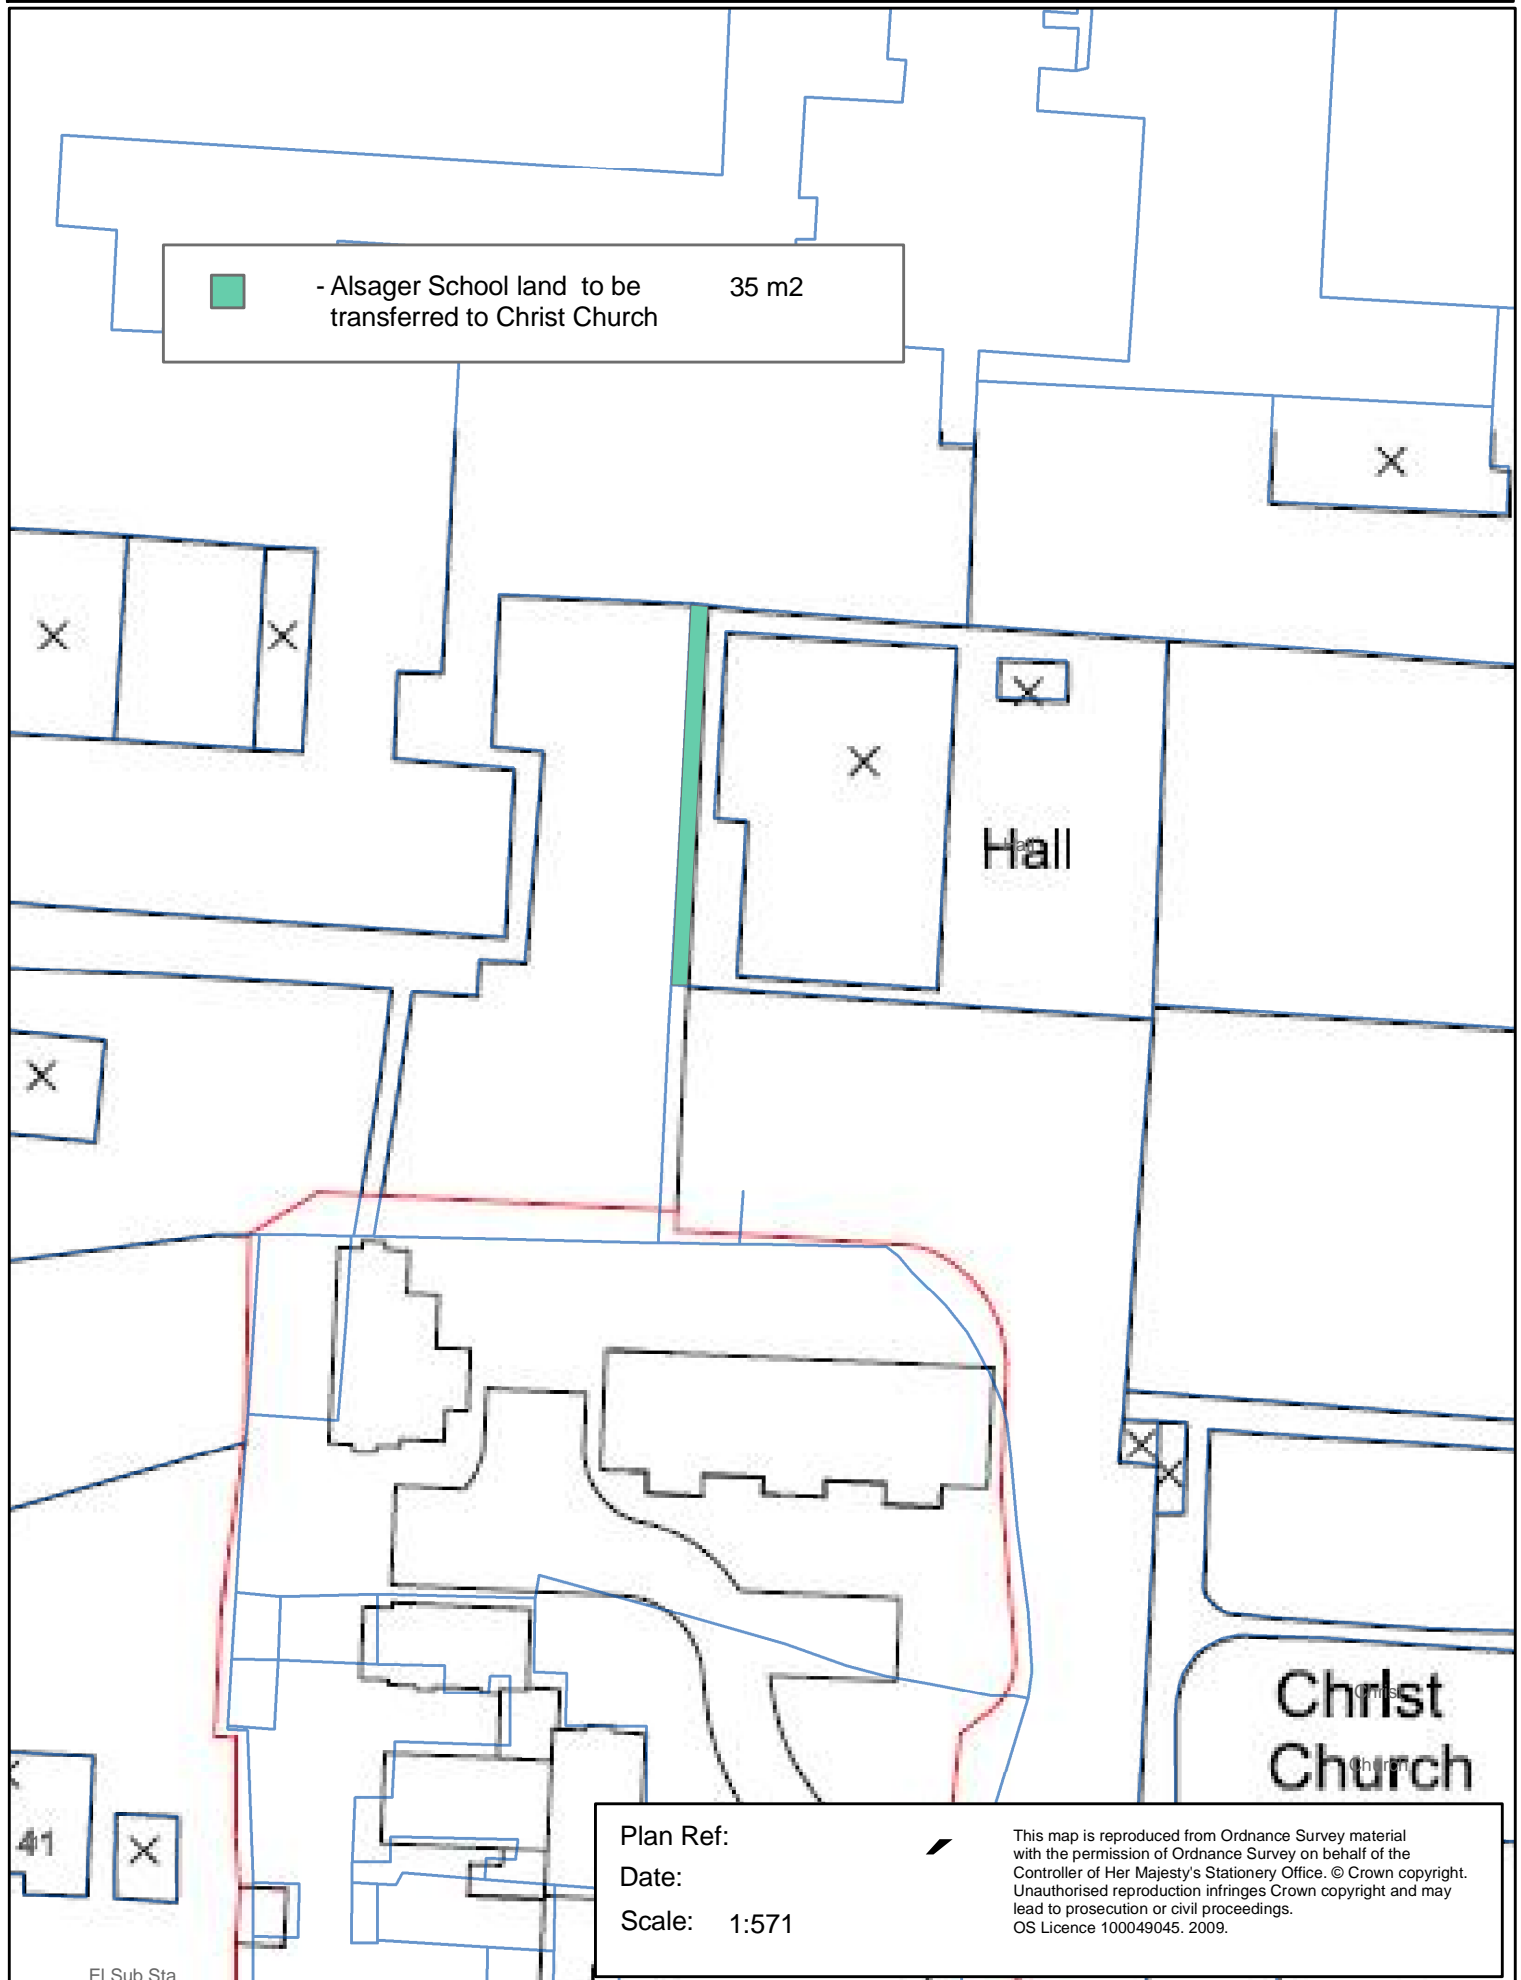 - Alsager School land to be 35 m2
transferred to Christ Church
Hall
Hall
Christ
Christ
Church
Church
41
El Sub Sta
Plan Ref:
Date:
Scale: 1:571
This map is reproduced from Ordnance Survey material
with the permission of Ordnance Survey on behalf of the
Controller of Her Majesty's Stationery Office. © Crown copyright.
Unauthorised reproduction infringes Crown copyright and may
lead to prosecution or civil proceedings.
OS Licence 100049045. 2009.